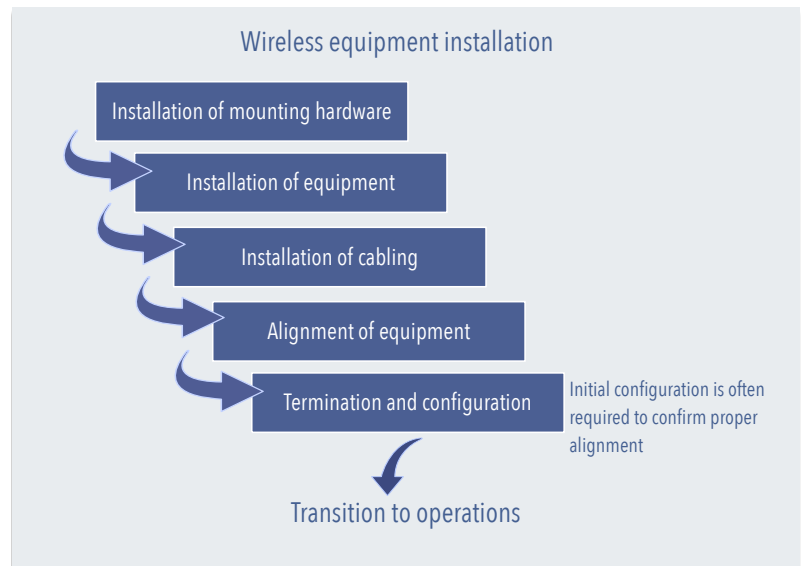 Wireless equipment installation
Installation of mounting hardware
Installation of equipment
Installation of cabling
Alignment of equipment
Termination and configuration
Initial configuration is often
required to confirm proper
alignment
Transition to operations